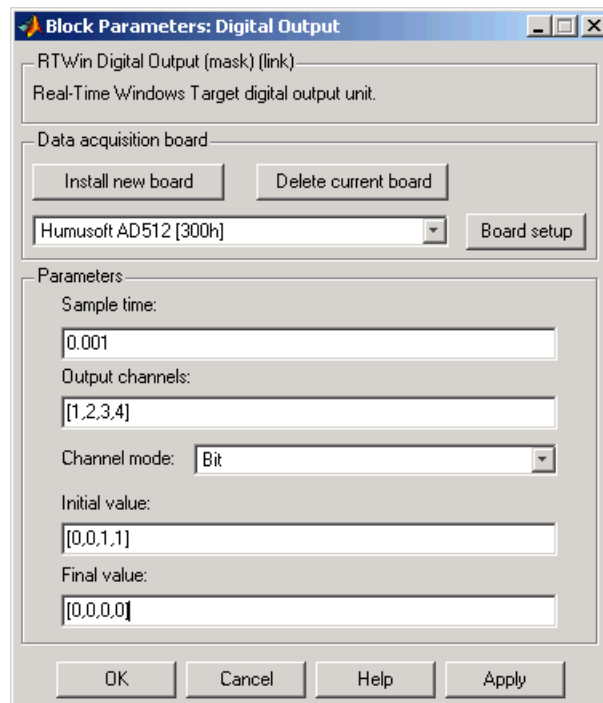 Block Parameters: Digital Output
RTWin Digital Output (mask) (link)
Real-Time Windows Target digital output unit.
Data acquisition board
Install new board Delete current board
Humusoft AD512 [300h] Board setup
Parameters
Sample time:
0.001
Output channels:
[1,2,3,4]
Channel mode: Bit
Initial value:
[0,0,1,1]
Final value:
[0,0,0,0]
OK Cancel Help Apply